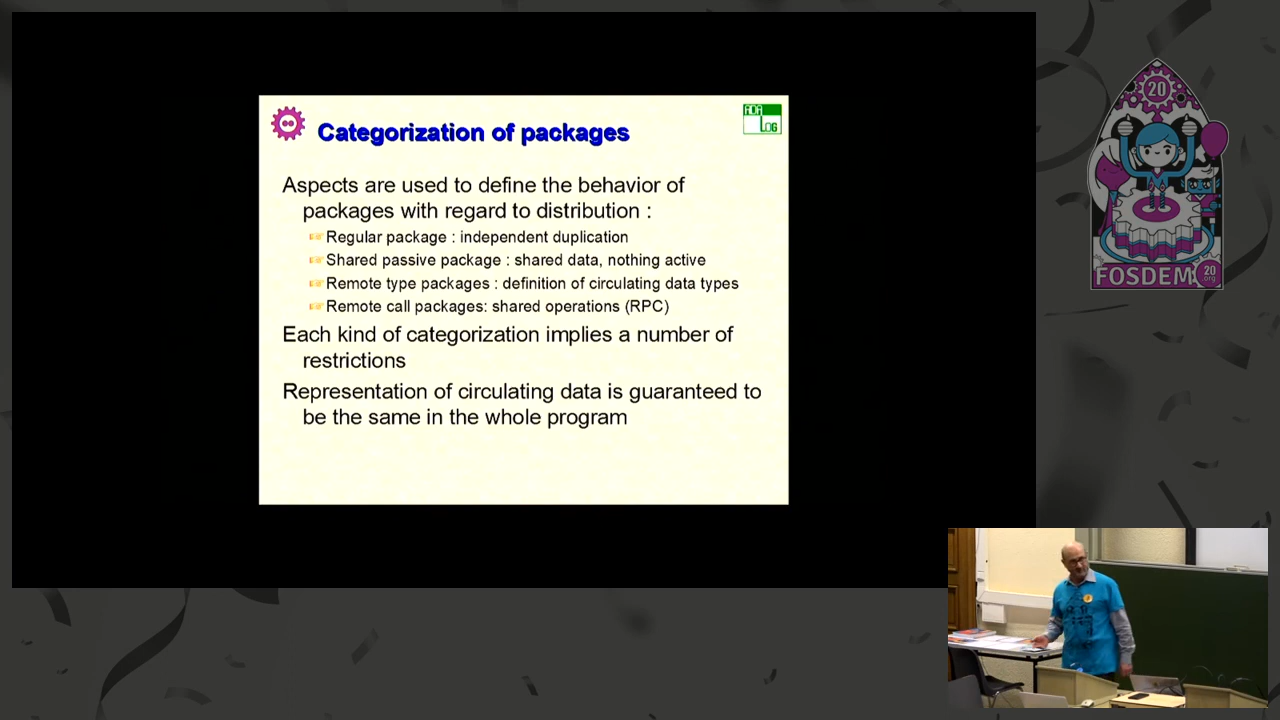 Categorization of packages
ADA
LOG
Aspects are used to define the behavior of
packages with regard to distribution :
Regular package : independent duplication
Shared passive package : shared data, nothing active
Remote type packages : definition of circulating data types
Remote call packages: shared operations (RPC)
Each kind of categorization implies a number of
restrictions
Representation of circulating data is guaranteed to
be the same in the whole program
20
FOSDEM
20
.org